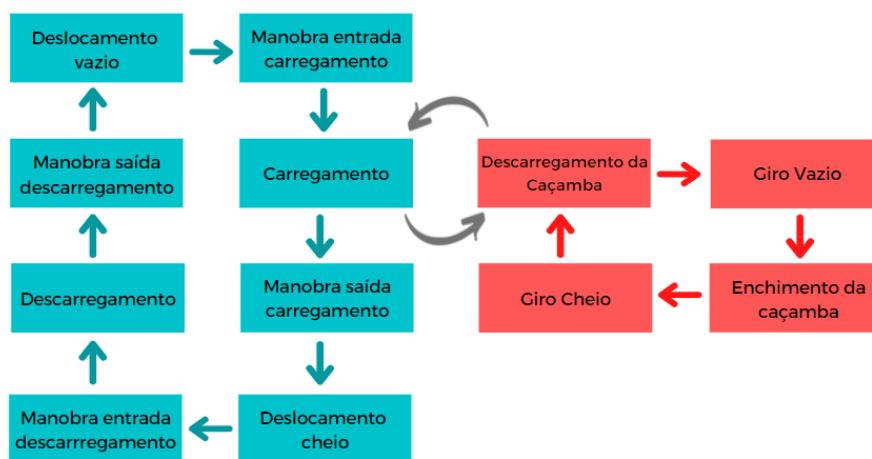 Deslocamento
vazio
Manobra entrada
carregamento
Manobra saída
descarregamento
Carregamento
Descarregamento da
Caçamba
Giro Vazio
Descarregamento
Manobra saída
carregamento
Giro Cheio
Enchimento da
caçamba
Manobra entrada
descarrregamento
Deslocamento
cheio